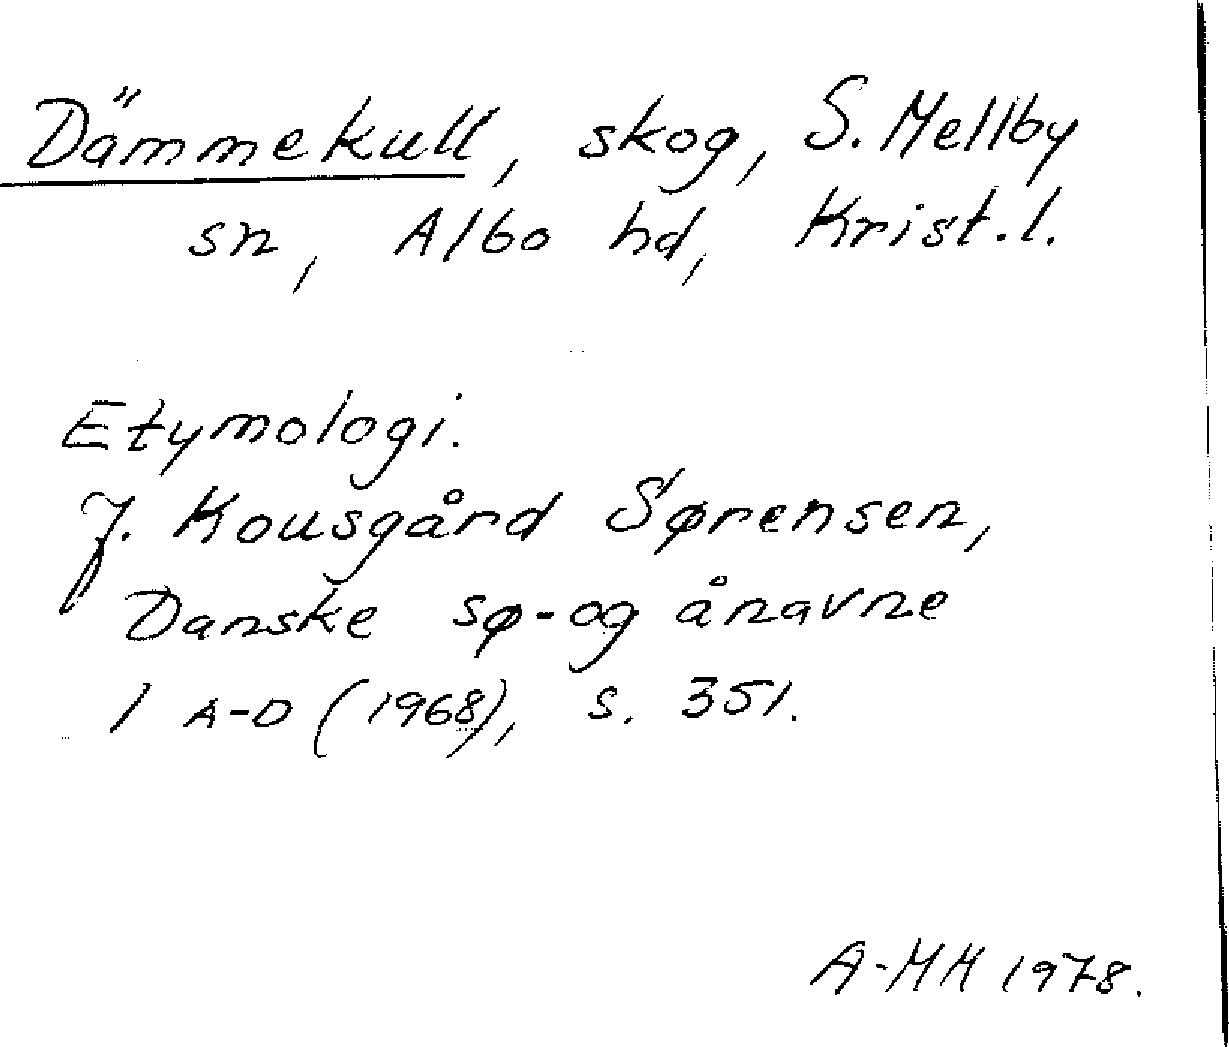 Dämmekull, skog, S. Mellby
sn, Albo hd, Krist. l.
Etymologi.
J. Kousgård Sørensen,
Danske sø- og ånavne
1 A-D (1968), s. 351.
A-MH 1978.